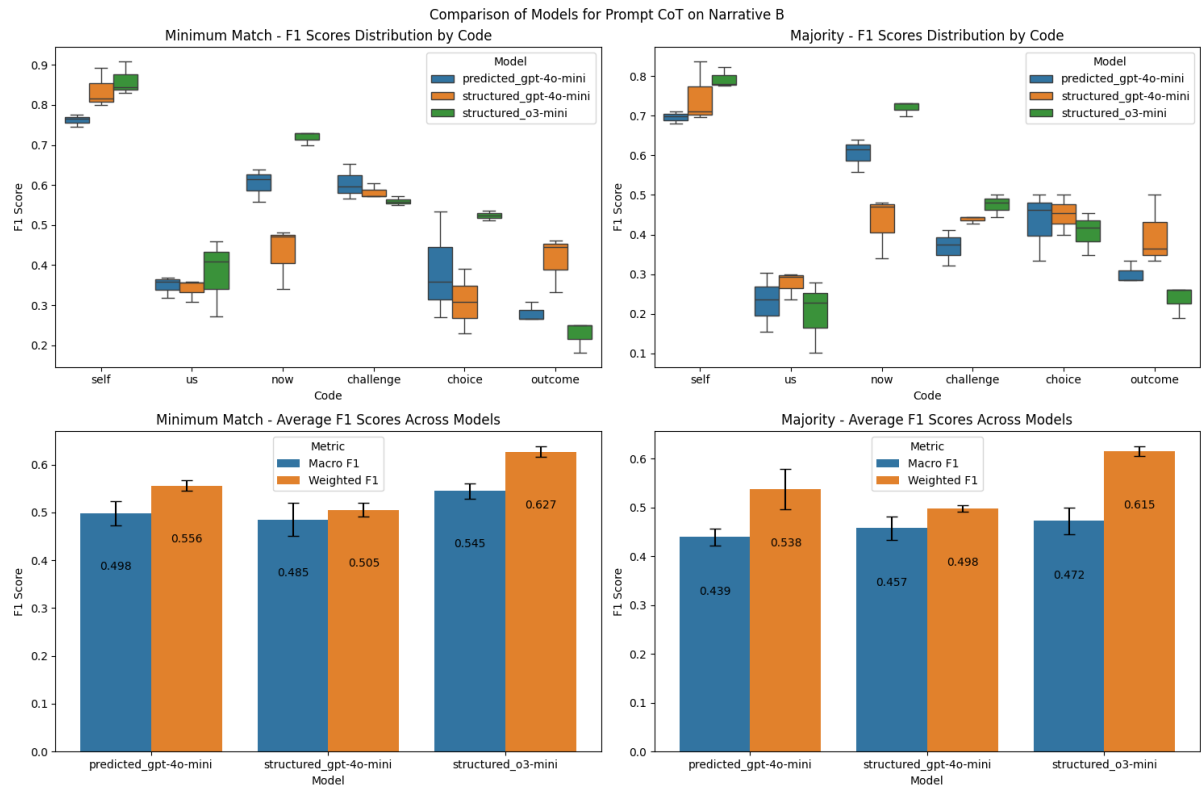 Comparison of Models for Prompt CoT on Narrative B
Minimum Match - F1 Scores Distribution by Code
F1 Score
0.9
0.8
0.7
0.6
0.5
0.4
0.3
0.2
Model
predicted_gpt-4o-mini
structured_gpt-4o-mini
structured_o3-mini
self us now challenge choice outcome
Code
Majority - F1 Scores Distribution by Code
F1 Score
0.8
0.7
0.6
0.5
0.4
0.3
0.2
0.1
Model
predicted_gpt-4o-mini
structured_gpt-4o-mini
structured_o3-mini
self us now challenge choice outcome
Code
Minimum Match - Average F1 Scores Across Models
F1 Score
0.6
0.5
0.4
0.3
0.2
0.1
0.0
Metric
Macro F1
Weighted F1
0.498 0.556 0.485 0.505 0.545 0.627
predicted_gpt-4o-mini structured_gpt-4o-mini structured_o3-mini
Model
Majority - Average F1 Scores Across Models
F1 Score
0.6
0.5
0.4
0.3
0.2
0.1
0.0
Metric
Macro F1
Weighted F1
0.439 0.538 0.457 0.498 0.472 0.615
predicted_gpt-4o-mini structured_gpt-4o-mini structured_o3-mini
Model